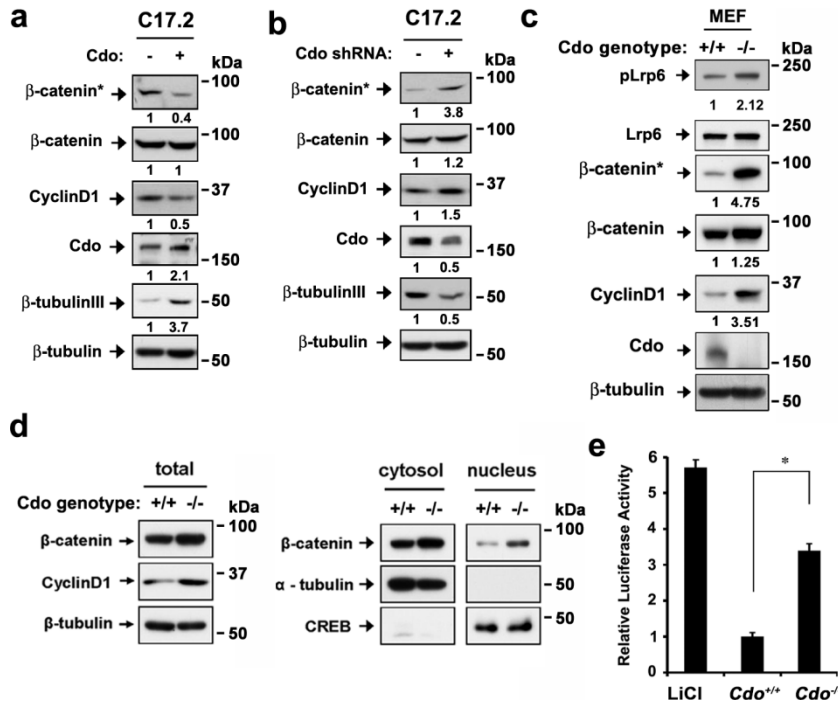 a
C17.2
Cdo: - +
kDa
β-catenin*
- 100
1 0.4
β-catenin
- 100
1 1
CyclinD1
- 37
1 0.5
Cdo
- 150
1 2.1
β-tubulinIII
- 50
1 3.7
β-tubulin
- 50
b
C17.2
Cdo shRNA: - +
kDa
β-catenin*
- 100
1 3.8
β-catenin
- 100
1 1.2
CyclinD1
- 37
1 1.5
Cdo
- 150
1 0.5
β-tubulinIII
- 50
1 0.5
β-tubulin
- 50
c
MEF
Cdo genotype: +/+ -/-
kDa
pLrp6
- 250
1 2.12
Lrp6
- 250
β-catenin*
- 100
1 4.75
β-catenin
- 100
1 1.25
CyclinD1
- 37
1 3.51
Cdo
- 150
β-tubulin
- 50
d
total
Cdo genotype: +/+ -/-
kDa
β-catenin
- 100
CyclinD1
- 37
β-tubulin
- 50
cytosol nucleus
+/+ -/- +/+ -/-
kDa
β-catenin
- 100
α - tubulin
- 50
CREB
- 50
e
Relative Luciferase Activity
6
5
4
3
2
1
0
*
LiCl Cdo+/+ Cdo-/